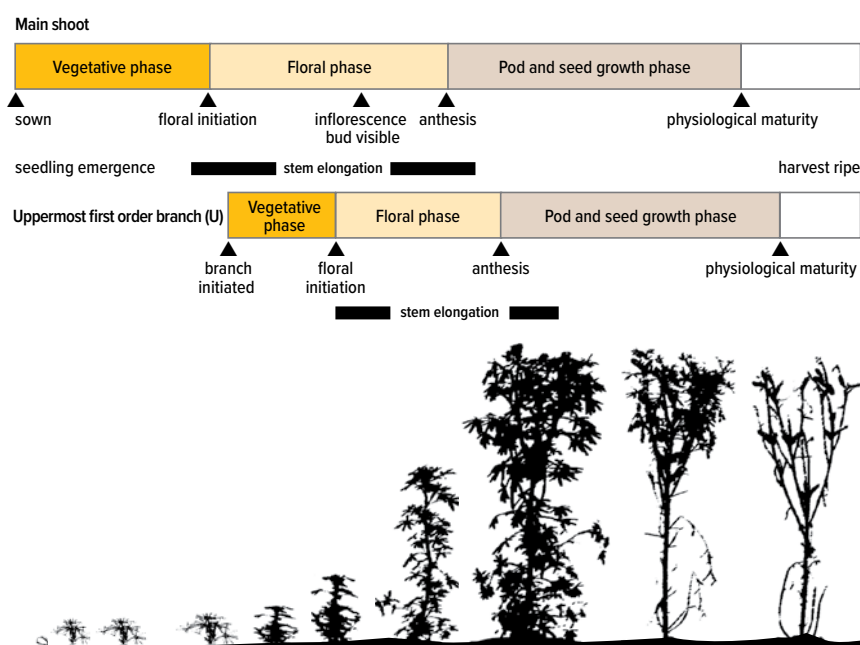 Main shoot
Vegetative phase Floral phase Pod and seed growth phase
sown floral initiation inflorescence bud visible anthesis physiological maturity
seedling emergence stem elongation harvest ripe
Uppermost first order branch (U) Vegetative phase Floral phase Pod and seed growth phase
branch initiated floral initiation anthesis physiological maturity
stem elongation